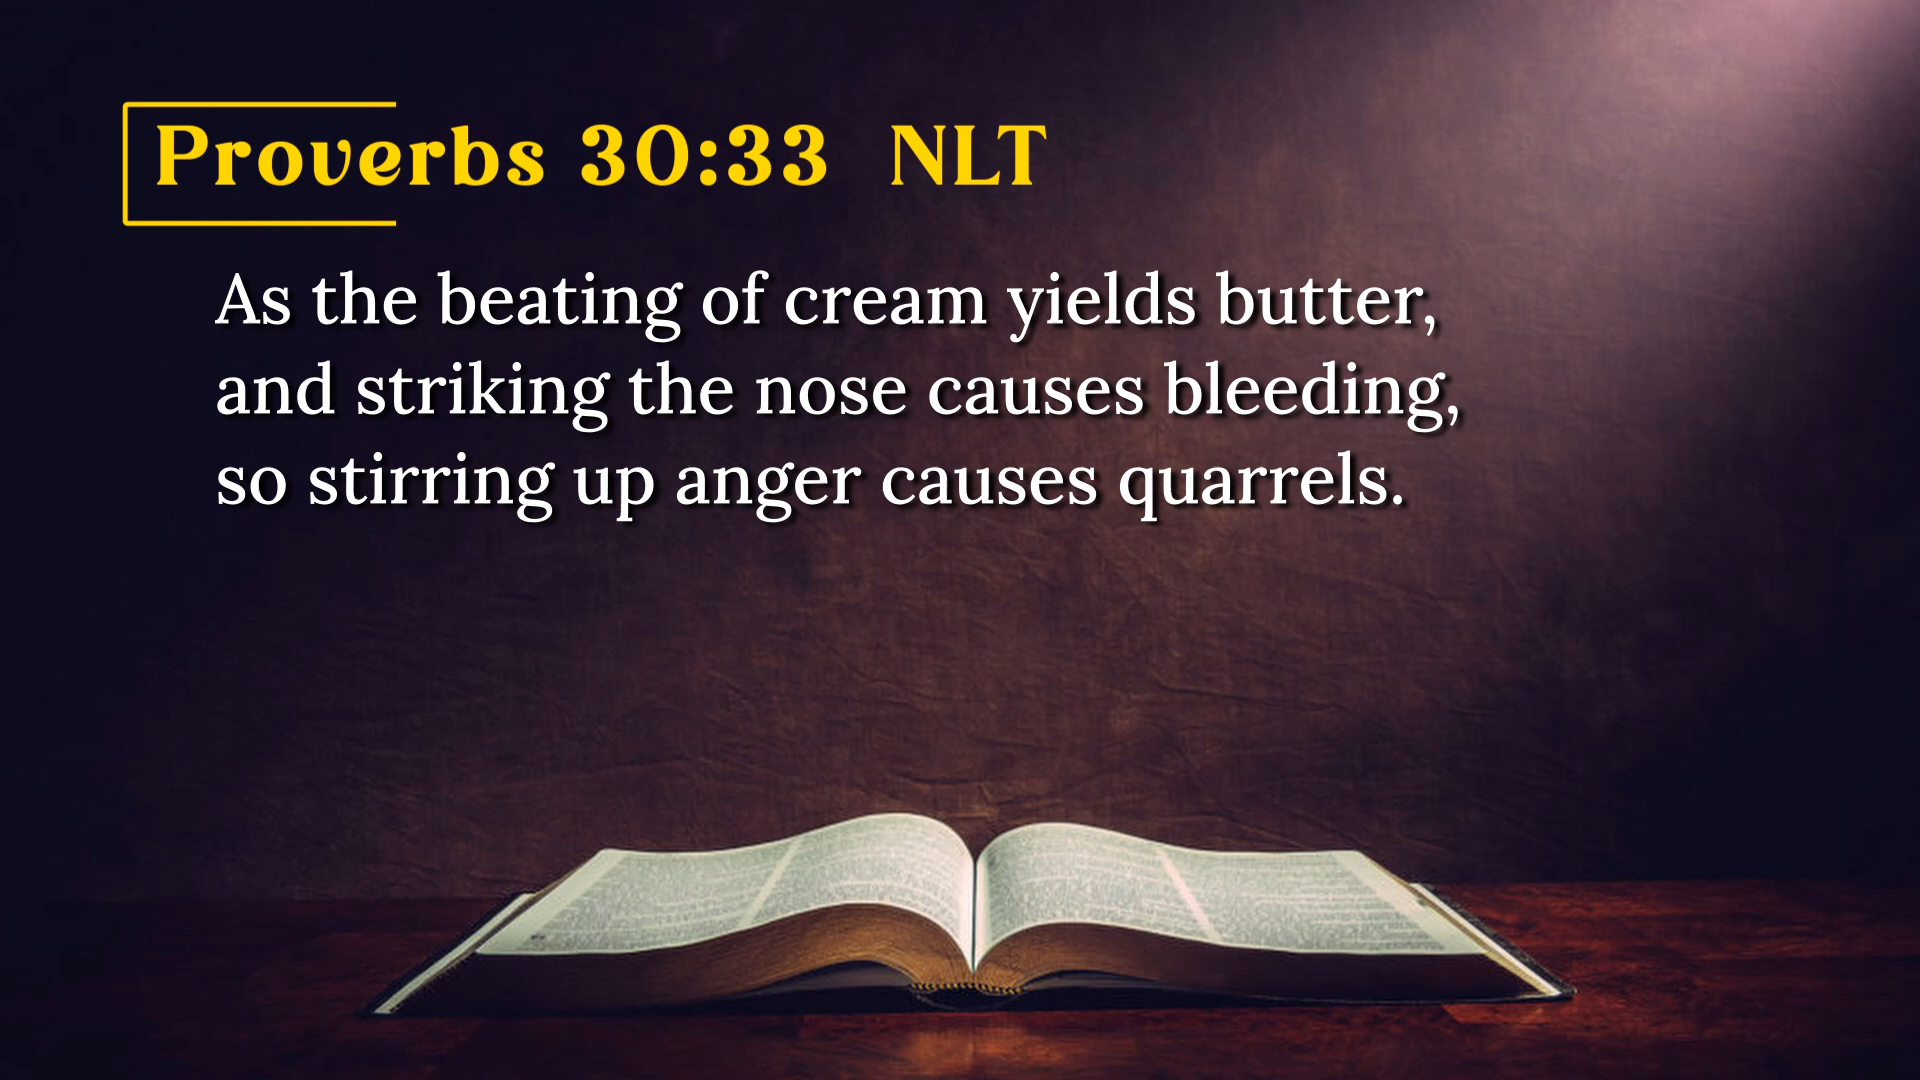 Proverbs 30:33 NLT
As the beating of cream yields butter,
and striking the nose causes bleeding,
so stirring up anger causes quarrels.